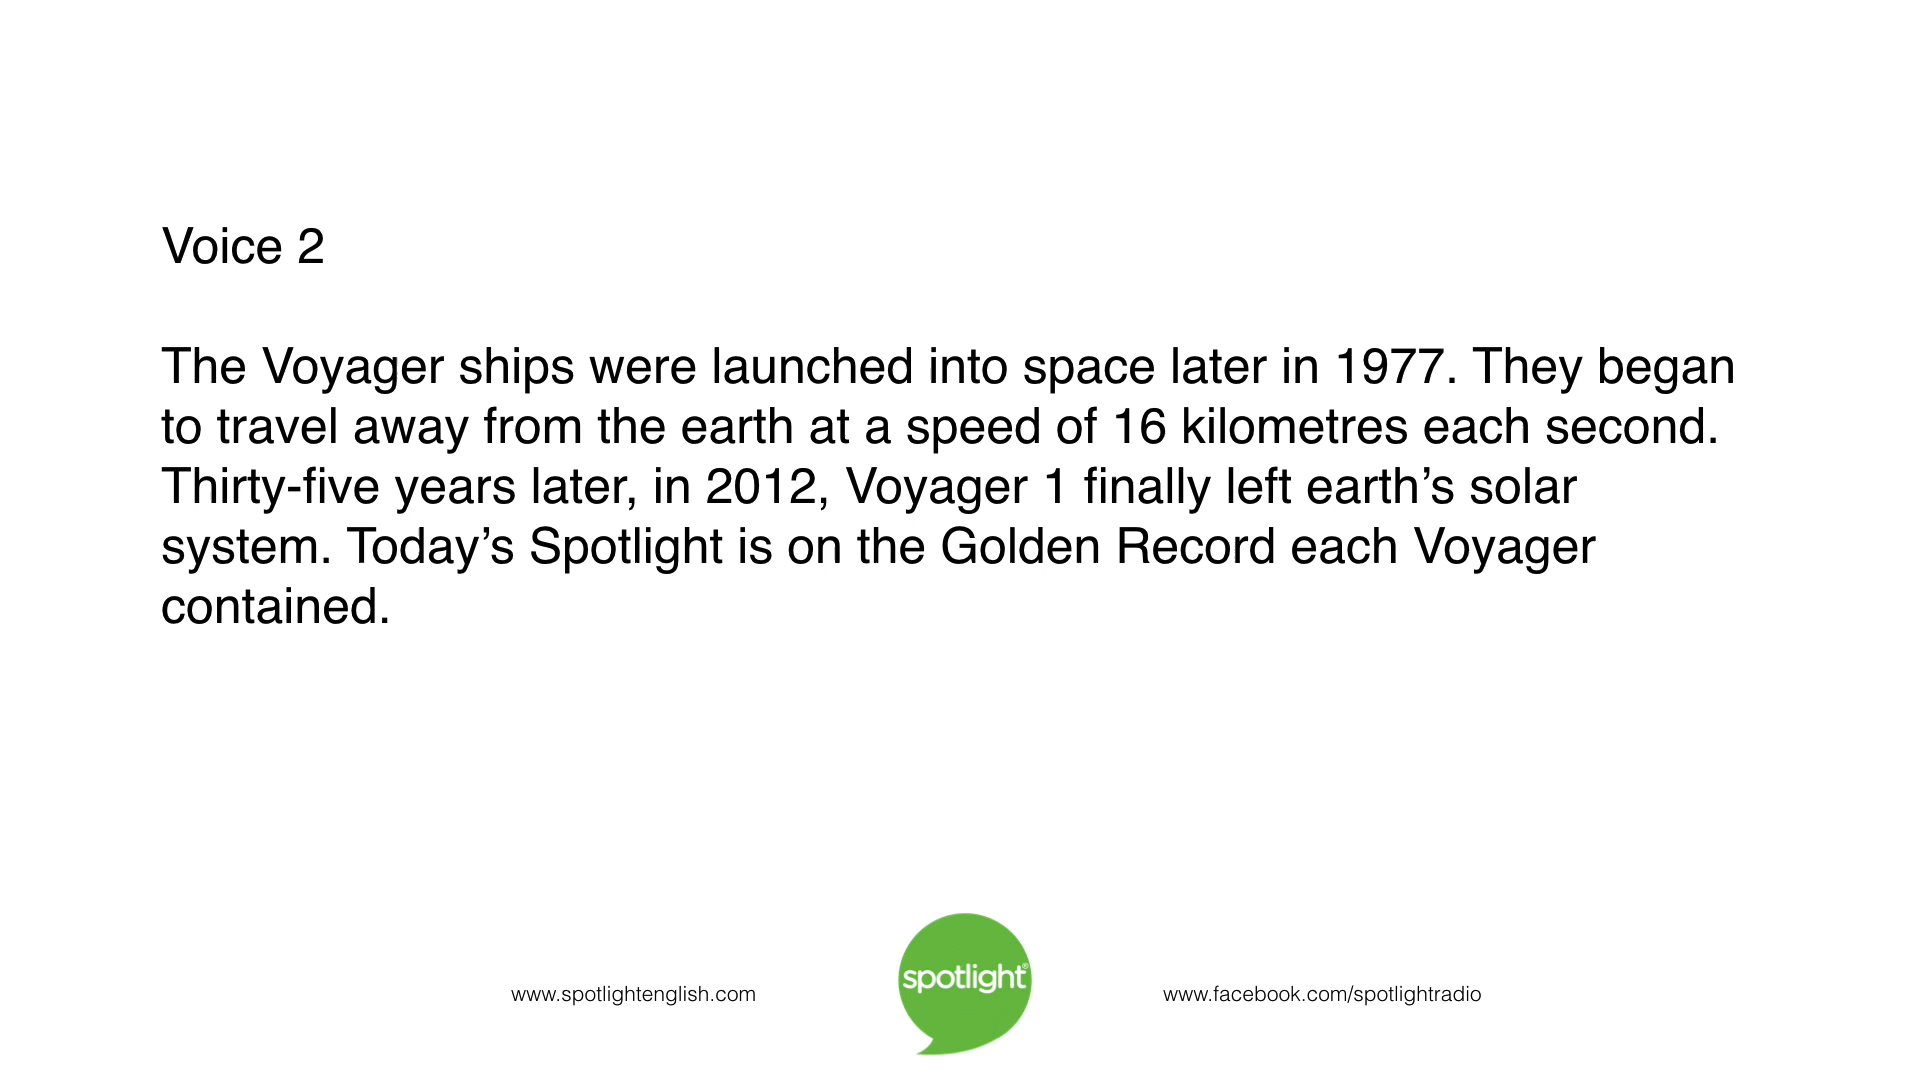 Voice 2
The Voyager ships were launched into space later in 1977. They began
to travel away from the earth at a speed of 16 kilometres each second.
Thirty-five years later, in 2012, Voyager 1 finally left earth’s solar
system. Today’s Spotlight is on the Golden Record each Voyager
contained.
www.spotlightenglish.com
spotlight®
www.facebook.com/spotlightradio